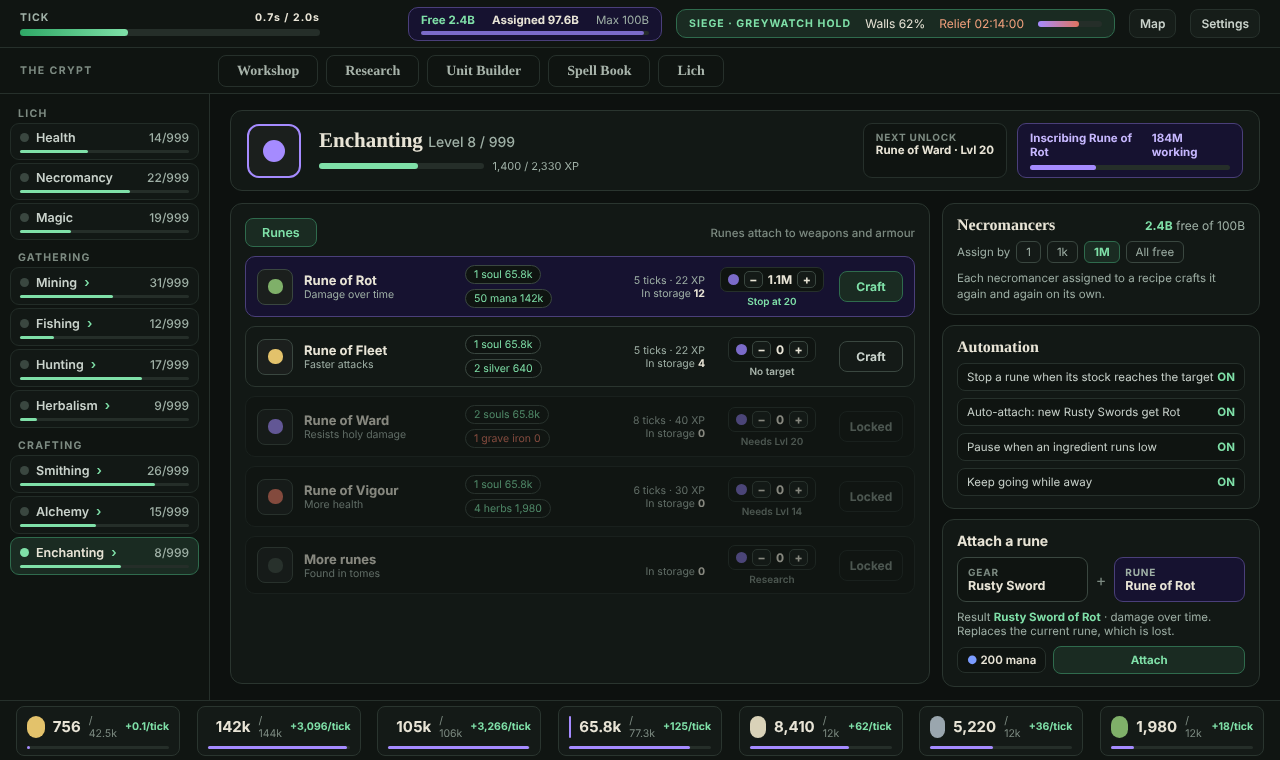 TICK 0.7s / 2.0s
Free 2.4B Assigned 97.6B Max 100B
SIEGE · GREYWATCH HOLD Walls 62% Relief 02:14:00
Map
Settings
THE CRYPT
Workshop
Research
Unit Builder
Spell Book
Lich
LICH
Health 14/999
Necromancy 22/999
Magic 19/999
GATHERING
Mining › 31/999
Fishing › 12/999
Hunting › 17/999
Herbalism › 9/999
CRAFTING
Smithing › 26/999
Alchemy › 15/999
Enchanting › 8/999
Enchanting Level 8 / 999
1,400 / 2,330 XP
NEXT UNLOCK
Rune of Ward · Lvl 20
Inscribing Rune of Rot
184M working
Runes
Runes attach to weapons and armour
Rune of Rot
Damage over time
1 soul 65.8k
50 mana 142k
5 ticks · 22 XP
In storage 12
− 1.1M +
Stop at 20
Craft
Rune of Fleet
Faster attacks
1 soul 65.8k
2 silver 640
5 ticks · 22 XP
In storage 4
− 0 +
No target
Craft
Rune of Ward
Resists holy damage
2 souls 65.8k
1 grave iron 0
8 ticks · 40 XP
In storage 0
− 0 +
Needs Lvl 20
Locked
Rune of Vigour
More health
1 soul 65.8k
4 herbs 1,980
6 ticks · 30 XP
In storage 0
− 0 +
Needs Lvl 14
Locked
More runes
Found in tomes
In storage 0
− 0 +
Research
Locked
Necromancers 2.4B free of 100B
Assign by 1 1k 1M All free
Each necromancer assigned to a recipe crafts it
again and again on its own.
Automation
Stop a rune when its stock reaches the target ON
Auto-attach: new Rusty Swords get Rot ON
Pause when an ingredient runs low ON
Keep going while away ON
Attach a rune
GEAR
Rusty Sword
+
RUNE
Rune of Rot
Result Rusty Sword of Rot · damage over time.
Replaces the current rune, which is lost.
200 mana
Attach
756 / 42.5k +0.1/tick
142k / 144k +3,096/tick
105k / 106k +3,266/tick
65.8k / 77.3k +125/tick
8,410 / 12k +62/tick
5,220 / 12k +36/tick
1,980 / 12k +18/tick